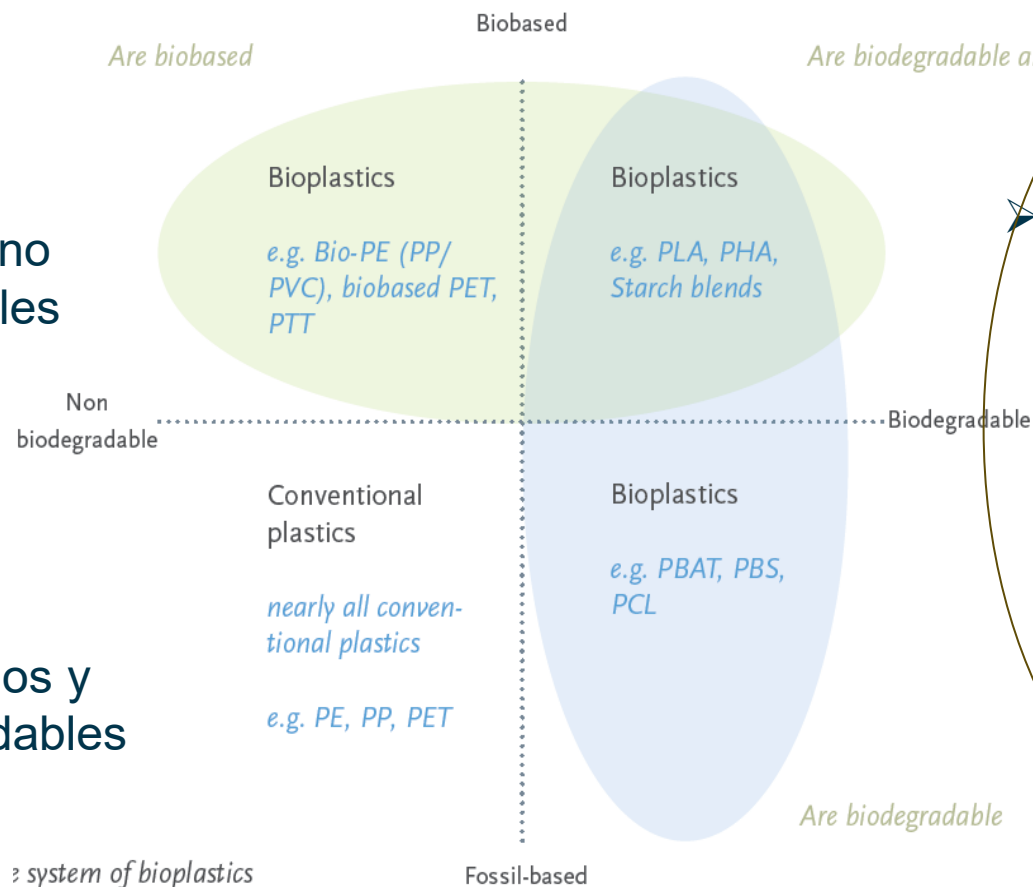 Biobased
Are biobased
Are biodegradable a
Bioplastics
e.g. Bio-PE (PP/
PVC), biobased PET,
PTT
Bioplastics
e.g. PLA, PHA,
Starch blends
no
les
Non
biodegradable
Biodegradable
Conventional
plastics
nearly all conven-
tional plastics
e.g. PE, PP, PET
Bioplastics
e.g. PBAT, PBS,
PCL
os y
dables
Are biodegradable
system of bioplastics
Fossil-based